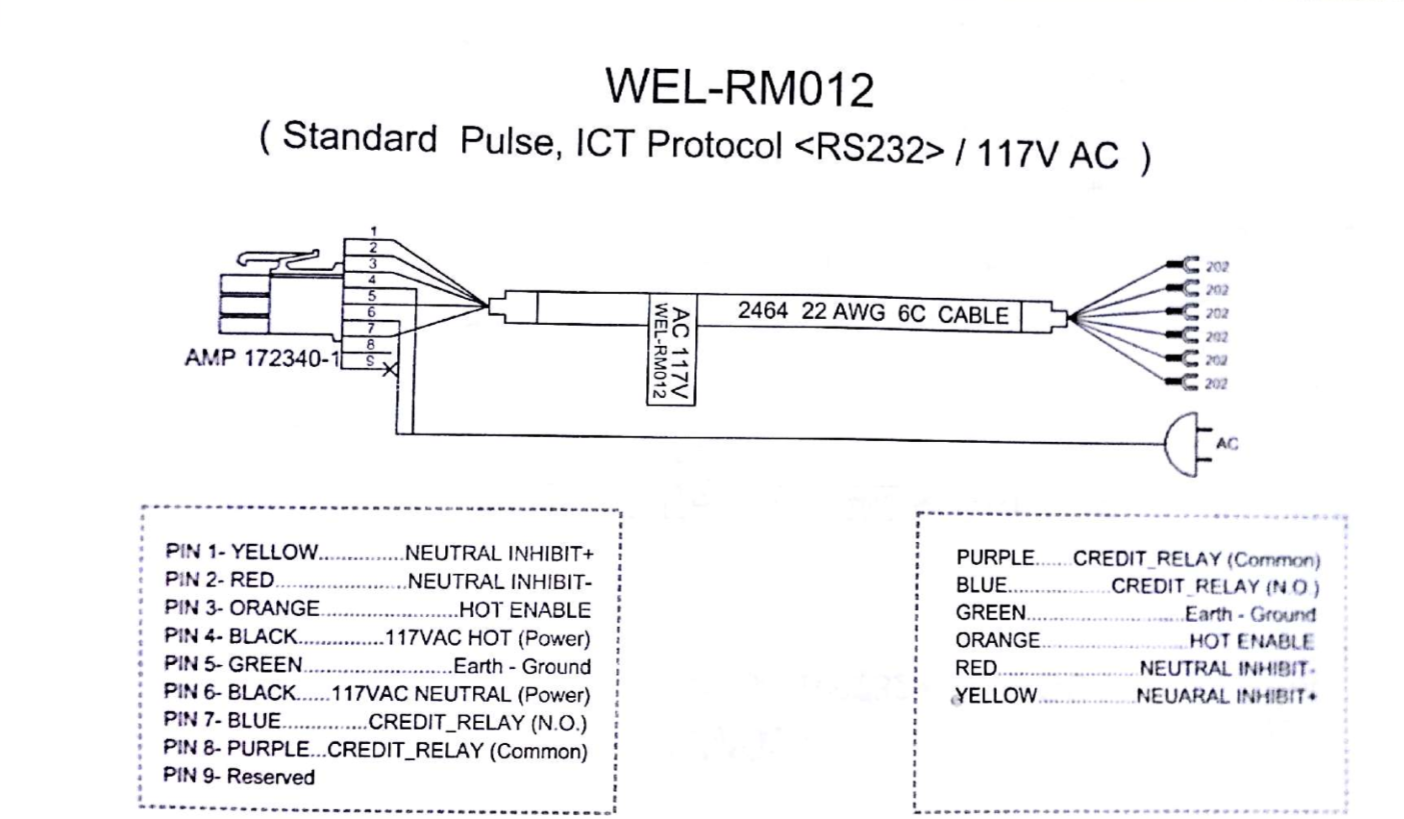 WEL-RM012
( Standard Pulse, ICT Protocol <RS232> / 117V AC )
1
2
3
4
5
6
7
8
9
AMP 172340-1
AC 117V
WEL-RM012
2464 22 AWG 6C CABLE
202
202
202
202
202
202
AC
PIN 1- YELLOW...............NEUTRAL INHIBIT+
PIN 2- RED.......................NEUTRAL INHIBIT-
PIN 3- ORANGE........................HOT ENABLE
PIN 4- BLACK...............117VAC HOT (Power)
PIN 5- GREEN..........................Earth - Ground
PIN 6- BLACK......117VAC NEUTRAL (Power)
PIN 7- BLUE...............CREDIT_RELAY (N.O.)
PIN 8- PURPLE...CREDIT_RELAY (Common)
PIN 9- Reserved
PURPLE.......CREDIT_RELAY (Common)
BLUE........................CREDIT_RELAY (N.O.)
GREEN............................Earth - Ground
ORANGE..........................HOT ENABLE
RED..............................NEUTRAL INHIBIT-
YELLOW.................NEUARAL INHIBIT+